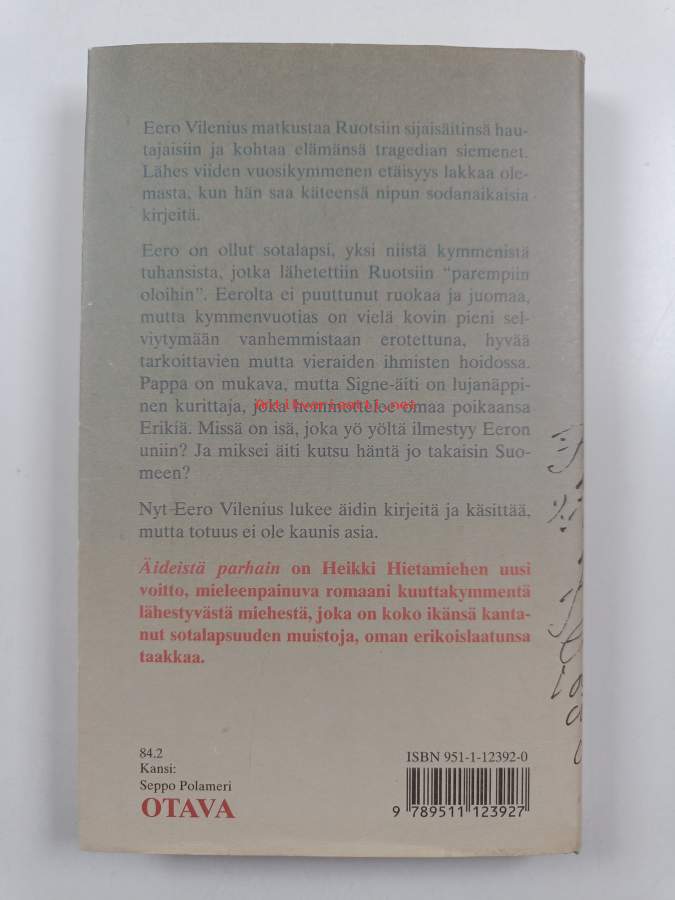 Eero Vilenius matkustaa Ruotsiin sijaisäitinsä hau-
tajaisiin ja kohtaa elämänsä tragedian siemenet.
Lähes viiden vuosikymmenen etäisyys lakkaa ole-
masta, kun hän saa käteensä nipun sodanaikaisia
kirjeitä.
Eero on ollut sotalapsi, yksi niistä kymmenistä
tuhansista, jotka lähetettiin Ruotsiin “parempiin
oloihin”. Eerolta ei puuttunut ruokaa ja juomaa,
mutta kymmenvuotias on vielä kovin pieni sel-
viytymään vanhemmistaan erotettuna, hyvää
tarkoittavien mutta vieraiden ihmisten hoidossa.
Pappa on mukava, mutta Signe-äiti on lujanäppi-
nen kurittaja, joka hemmottelee omaa poikaansa
Antikvariaatti.net
Erikiä. Missä on isä, joka yö yöltä ilmestyy Eeron
uniin? Ja miksei äiti kutsu häntä jo takaisin Suo-
meen?
Nyt Eero Vilenius lukee äidin kirjeitä ja käsittää,
mutta totuus ei ole kaunis asia.
Äideistä parhain on Heikki Hietamiehen uusi
voitto, mieleenpainuva romaani kuuttakymmentä
lähestyvästä miehestä, joka on koko ikänsä kanta-
nut sotalapsuuden muistoja, oman erikoislaatunsa
taakkaa.
84.2
Kansi:
Seppo Polameri
OTAVA
ISBN 951-1-12392-0
9 789511 123927